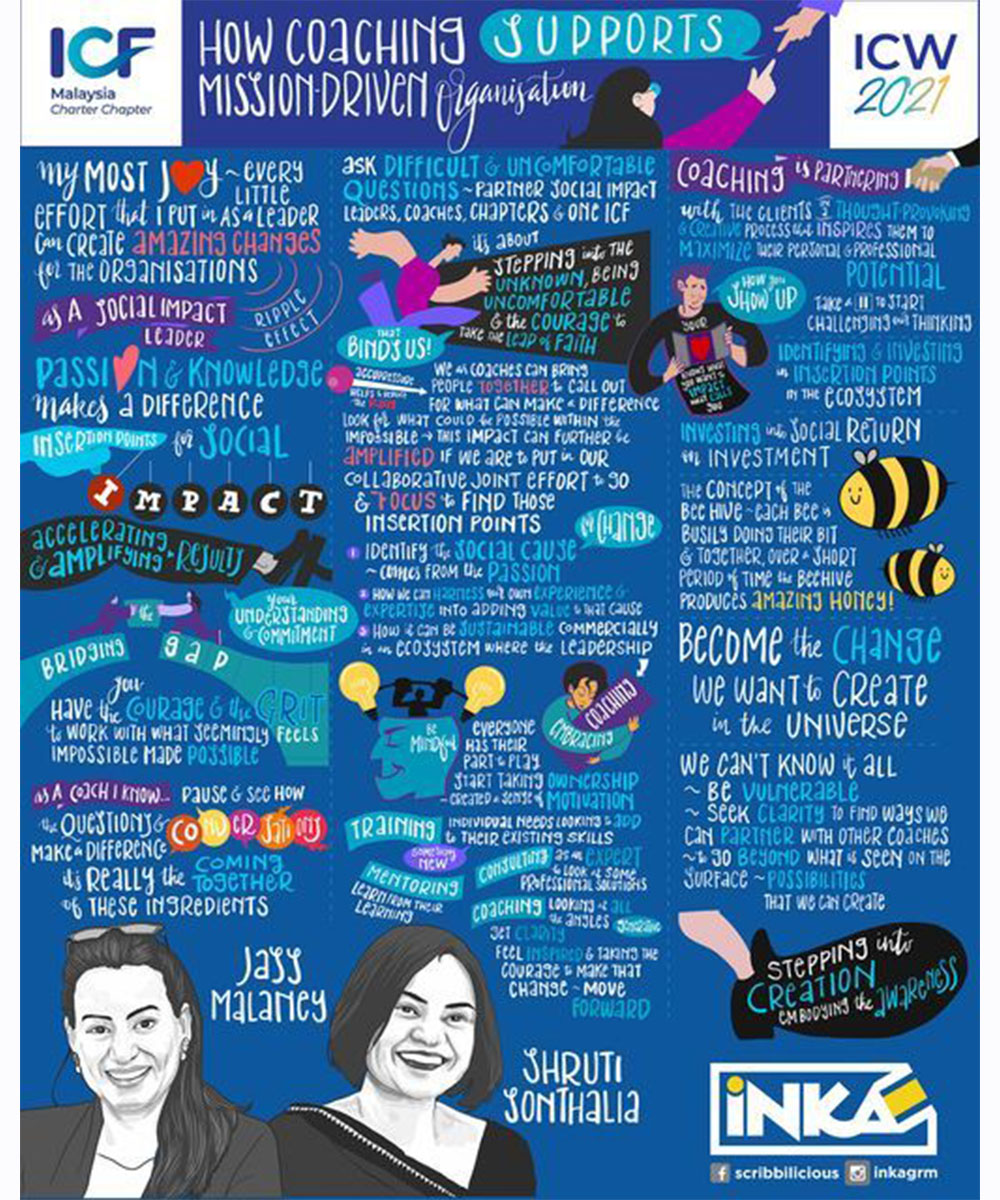 ICF
Malaysia
Charter Chapter
HOW COACHING SUPPORTS
MISSION-DRIVEN Organisation
ICW
2021
My MOST JOY ~ EVERY
LITTLE
EFFORT that I PUT in AS a LEADER
Can CREATE AMAZING CHANGES
for THE ORGANISATIONS
as A SOCIAL IMPACT
LEADER
RIPPLE
EFFECT
PASSION & KNOWLEDGE
Makes a DIFFERENCE
INSERTION POINTS for SOCIAL
IMPACT
ACCELERATING
& AMPLIFYING RESULTS
your
UNDERSTANDING
& COMMITMENT
BRIDGING the gap
you
HAVE the COURAGE & the GRIT
to WORK WITH WHAT SEEMINGLY FEELS
IMPOSSIBLE MADE POSSIBLE
as A COACH I KNOW... PAUSE & SEE HOW
the QUESTIONS & CONVERSATIONS
MAKE a DIFFERENCE
it's REALLY the COMING
TOGETHER
of THESE INGREDIENTS
JASS
MALANEY
ASK DIFFICULT & UNCOMFORTABLE
QUESTIONS ~ PARTNER SOCIAL IMPACT
LEADERS, COACHES, CHAPTERS & ONE ICF
it's ABOUT
STEPPING into THE
UNKNOWN, BEING
UNCOMFORTABLE
& the COURAGE to
TAKE the LEAP of FAITH
THAT
BINDS US!
WE as COACHES CAN BRING
PEOPLE TOGETHER to CALL OUT
FOR WHAT CAN MAKE a DIFFERENCE
LOOK for WHAT COULD be POSSIBLE WITHIN the
IMPOSSIBLE → THIS IMPACT CAN FURTHER be
AMPLIFIED IF WE ARE to PUT in OUR
COLLABORATIVE JOINT EFFORT to GO
& FOCUS to FIND THOSE
INSERTION POINTS
for CHANGE
1 IDENTIFY the SOCIAL CAUSE
~ COMES FROM the PASSION
2 HOW WE CAN HARNESS our OWN EXPERIENCE &
EXPERTISE INTO ADDING VALUE to THAT CAUSE
3 HOW it CAN BE SUSTAINABLE COMMERCIALLY
in an ECOSYSTEM WHERE the LEADERSHIP
BE
MINDFUL
EMBRACING
COACHING
EVERYONE
HAS THEIR
PART to PLAY
START TAKING OWNERSHIP
~ CREATED a SENSE of MOTIVATION
TRAINING INDIVIDUAL NEEDS LOOKING to ADD
to THEIR EXISTING SKILLS
SOMETHING
NEW
MENTORING
LEARN FROM THEIR
LEARNING
CONSULTING as an EXPERT
to LOOK at SOME
PROFESSIONAL SOLUTIONS
COACHING LOOKING at ALL
the ANGLES
GET CLARITY
FEEL INSPIRED & TAKING THE
COURAGE to MAKE THAT
CHANGE ~ MOVE
FORWARD
SHRUTI
SONTHALIA
COACHING is PARTNERING
with THE CLIENTS in a THOUGHT-PROVOKING
& CREATIVE PROCESS that INSPIRES THEM TO
MAXIMIZE THEIR PERSONAL & PROFESSIONAL
POTENTIAL
HOW you
SHOW UP
TAKE a II TO START
CHALLENGING our THINKING
YOUR
KNOWS WHAT
YOU WANT to
IMPACT
WHAT CALLS
YOU
IDENTIFYING & INVESTING
in INSERTION POINTS
IN THE ECOSYSTEM
INVESTING into SOCIAL RETURN
on INVESTMENT
THE CONCEPT of THE
BEE HIVE ~ EACH BEE is
BUSILY DOING THEIR BIT
& TOGETHER, OVER a SHORT
PERIOD of TIME the BEEHIVE
PRODUCES AMAZING HONEY!
BECOME the CHANGE
WE WANT to CREATE
in the UNIVERSE
WE CAN'T KNOW it ALL
~ BE VULNERABLE
~ SEEK CLARITY TO FIND WAYS WE
CAN PARTNER WITH OTHER COACHES
~ to GO BEYOND WHAT is SEEN ON THE
SURFACE ~ POSSIBILITIES
THAT WE CAN CREATE
STEPPING into
CREATION
EMBODYING the AWARENESS
iNKA
scribbilicious inkagrm